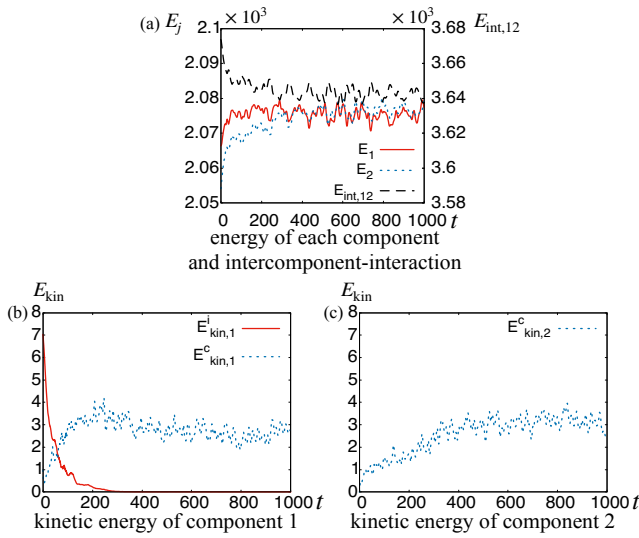 (a) E_j × 10^3 × 10^3 E_int,12
2.1 3.68
2.09 3.66
2.08 3.64
2.07 3.62
2.06 3.6
2.05 3.58
E_1
E_2
E_int,12
0 200 400 600 800 1000 t
energy of each component
and intercomponent-interaction
E_kin E_kin
(b) (c)
8 8
7 7
6 6
5 5
4 4
3 3
2 2
1 1
0 0
E^i_kin,1 E^c_kin,2
E^c_kin,1
0 200 400 600 800 1000 t 0 200 400 600 800 1000 t
kinetic energy of component 1 kinetic energy of component 2